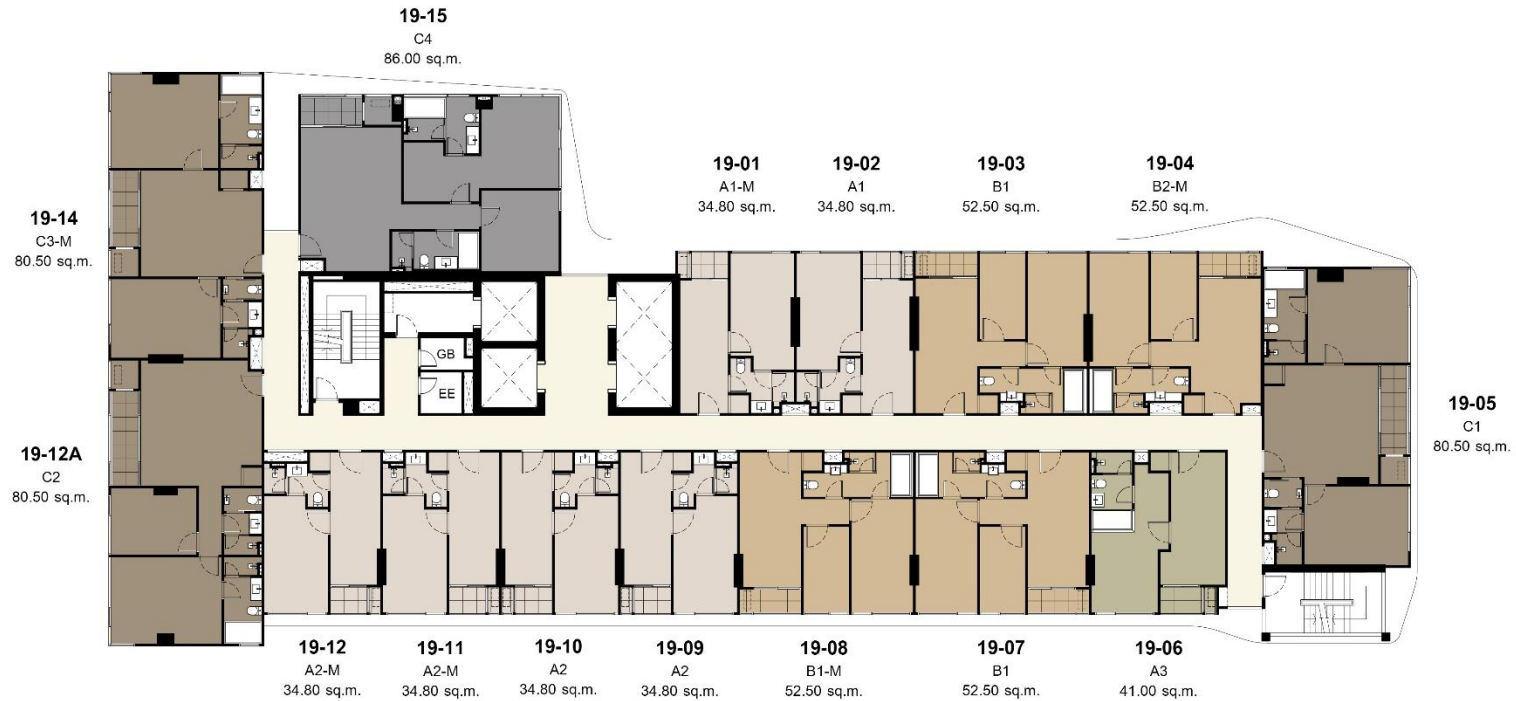 19-15
C4
86.00 sq.m.
19-01
A1-M
34.80 sq.m.
19-02
A1
34.80 sq.m.
19-03
B1
52.50 sq.m.
19-04
B2-M
52.50 sq.m.
19-14
C3-M
80.50 sq.m.
GB
EE
19-05
C1
80.50 sq.m.
19-12A
C2
80.50 sq.m.
19-12
A2-M
34.80 sq.m.
19-11
A2-M
34.80 sq.m.
19-10
A2
34.80 sq.m.
19-09
A2
34.80 sq.m.
19-08
B1-M
52.50 sq.m.
19-07
B1
52.50 sq.m.
19-06
A3
41.00 sq.m.